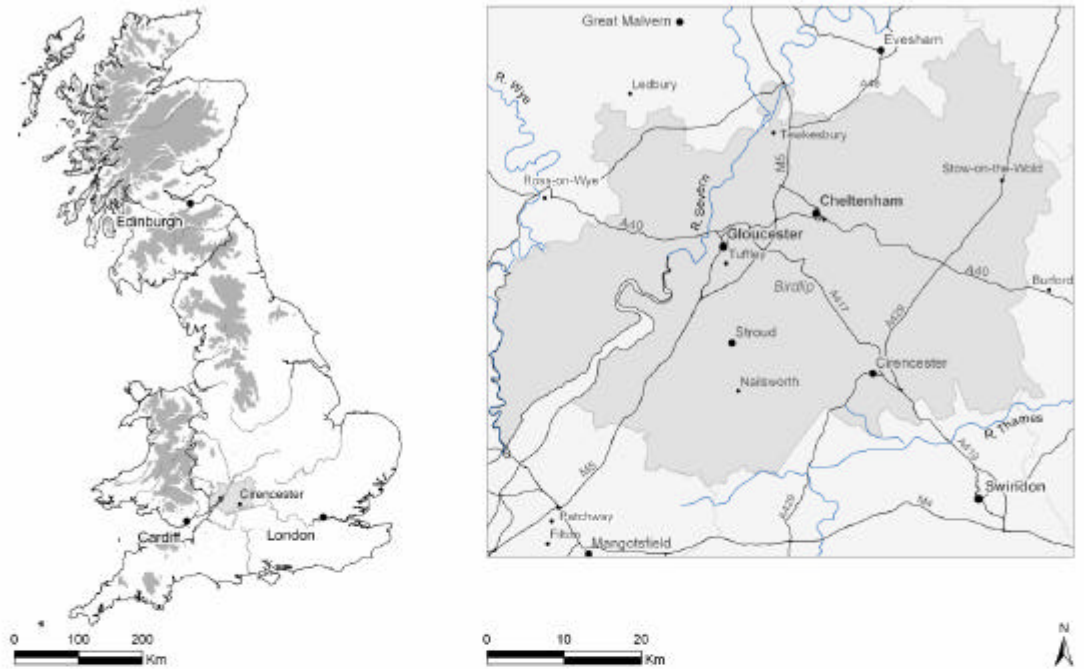 Edinburgh
Cirencester
Cardiff
London
0 100 200
Km
Great Malvern
Evesham
R. Wye
Ledbury
A46
Tewkesbury
M5
Stow-on-the-Wold
Ross-on-Wye
R. Severn
Cheltenham
A40
Gloucester
Tuffley
A40
Birdlip
Burford
A417
A429
Stroud
Cirencester
Nailsworth
R. Thames
A419
M5
Swindon
A429
M4
Patchway
Filton
Mangotsfield
0 10 20
Km
N